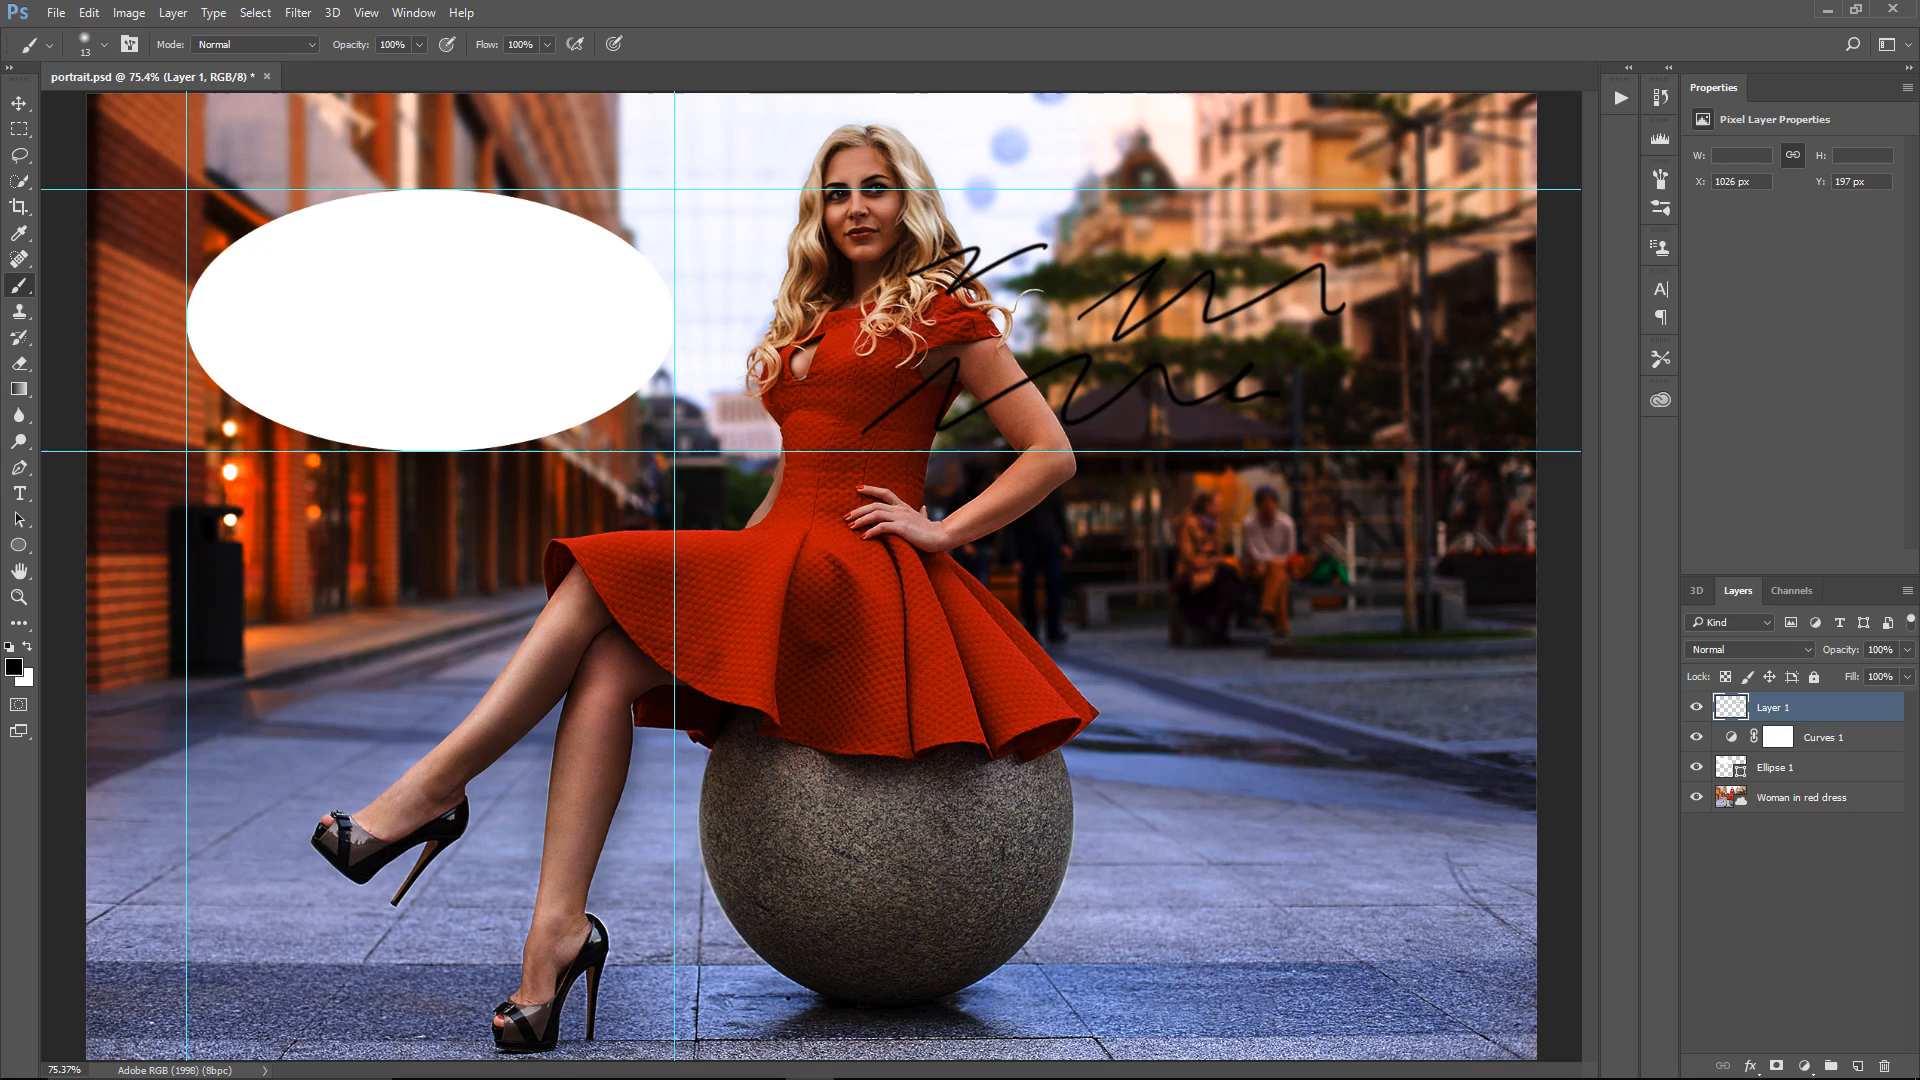 Ps File Edit Image Layer Type Select Filter 3D View Window Help
13 Mode: Normal Opacity: 100% Flow: 100%
portrait.psd @ 75.4% (Layer 1, RGB/8) * ×
Properties
Pixel Layer Properties
W: H:
X: 1026 px Y: 197 px
3D Layers Channels
Kind
Normal Opacity: 100%
Lock: Fill: 100%
Layer 1
Curves 1
Ellipse 1
Woman in red dress
fx
75.37% Adobe RGB (1998) (8bpc)